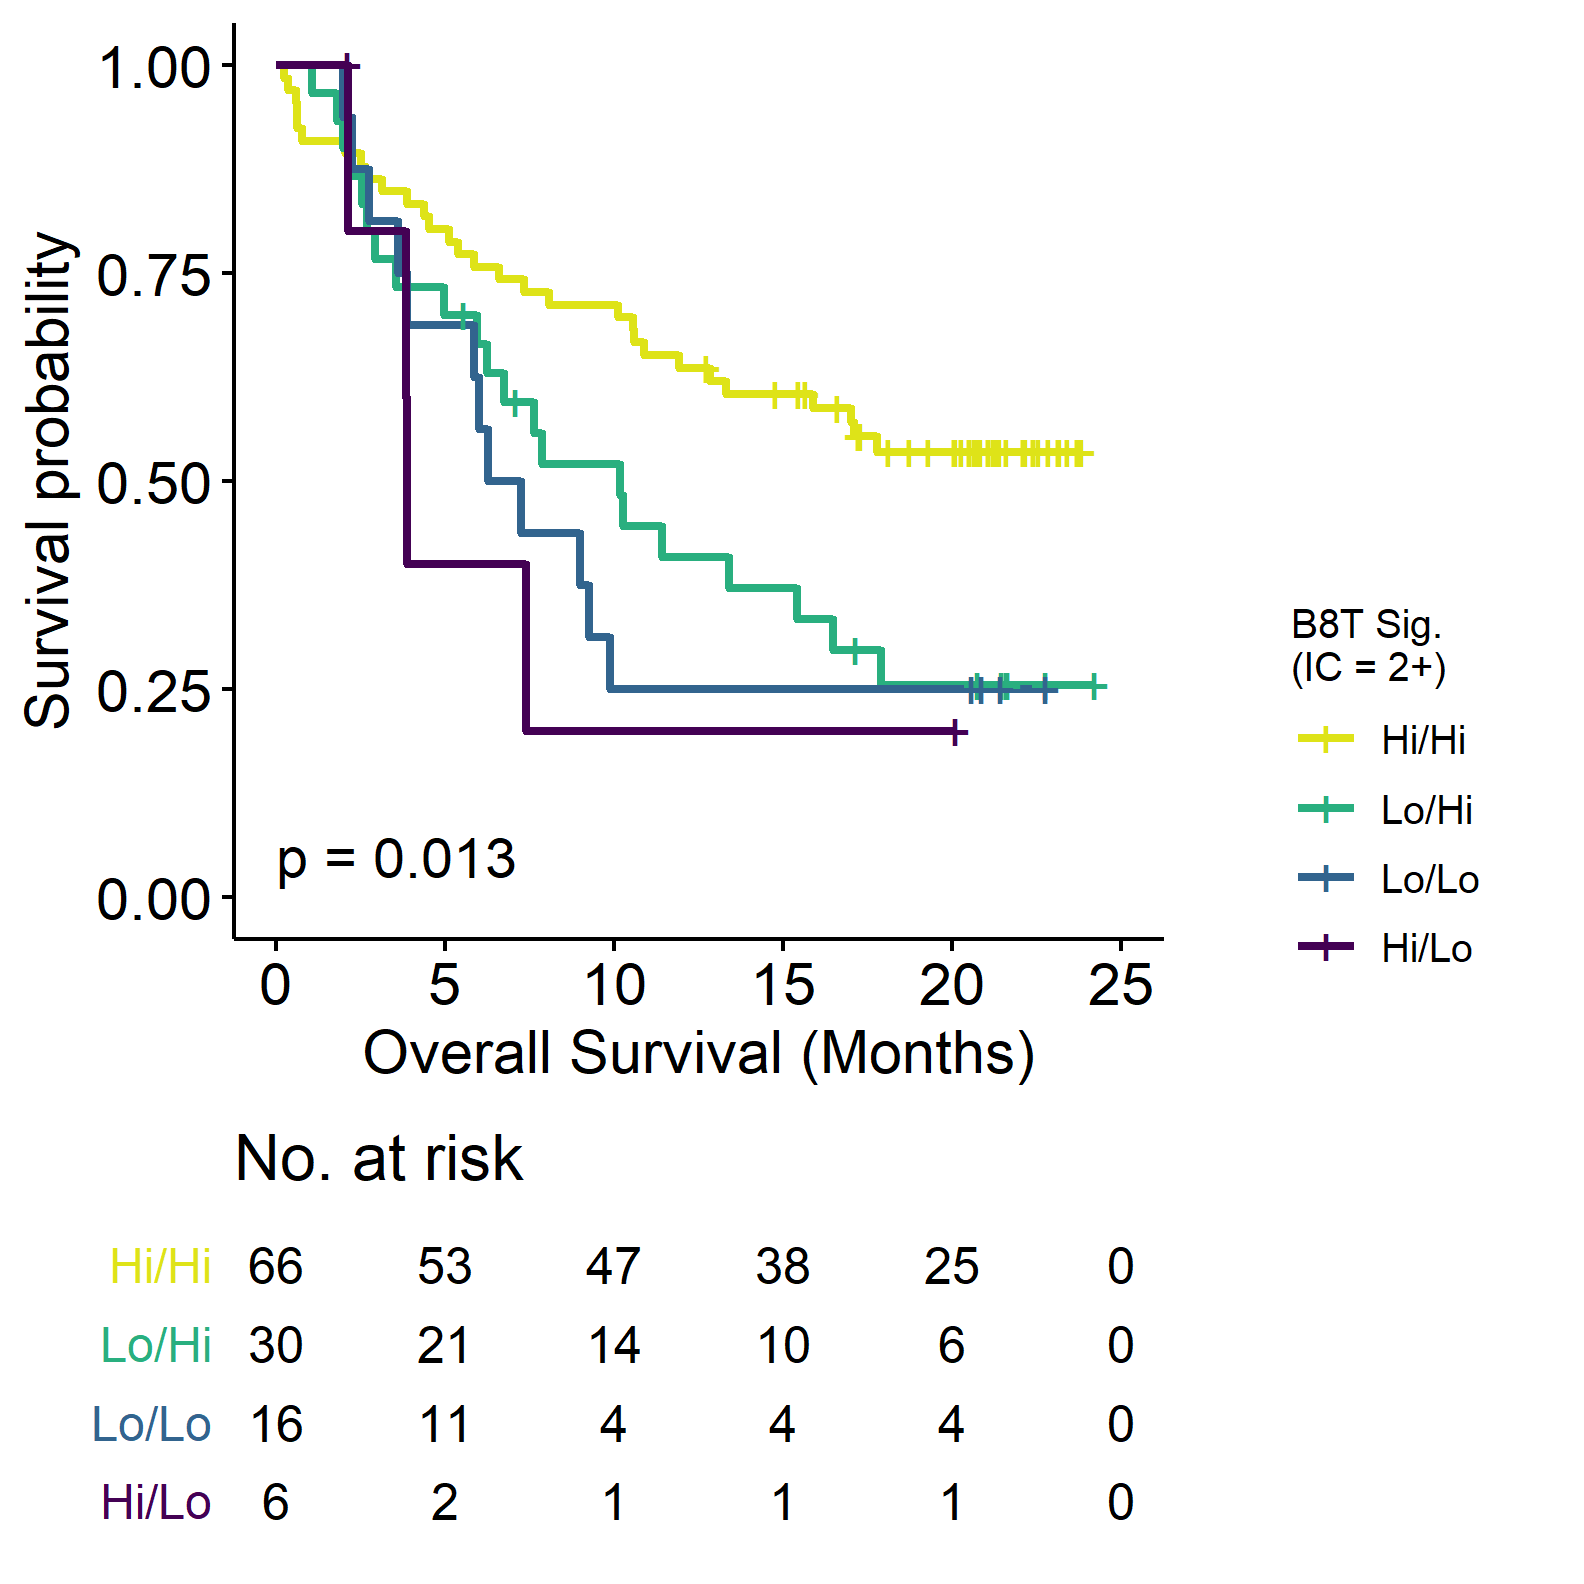 1.00
0.75
0.50
0.25
0.00
Survival probability
p = 0.013
0 5 10 15 20 25
Overall Survival (Months)
B8T Sig.
(IC = 2+)
Hi/Hi
Lo/Hi
Lo/Lo
Hi/Lo
No. at risk
Hi/Hi 66 53 47 38 25 0
Lo/Hi 30 21 14 10 6 0
Lo/Lo 16 11 4 4 4 0
Hi/Lo 6 2 1 1 1 0